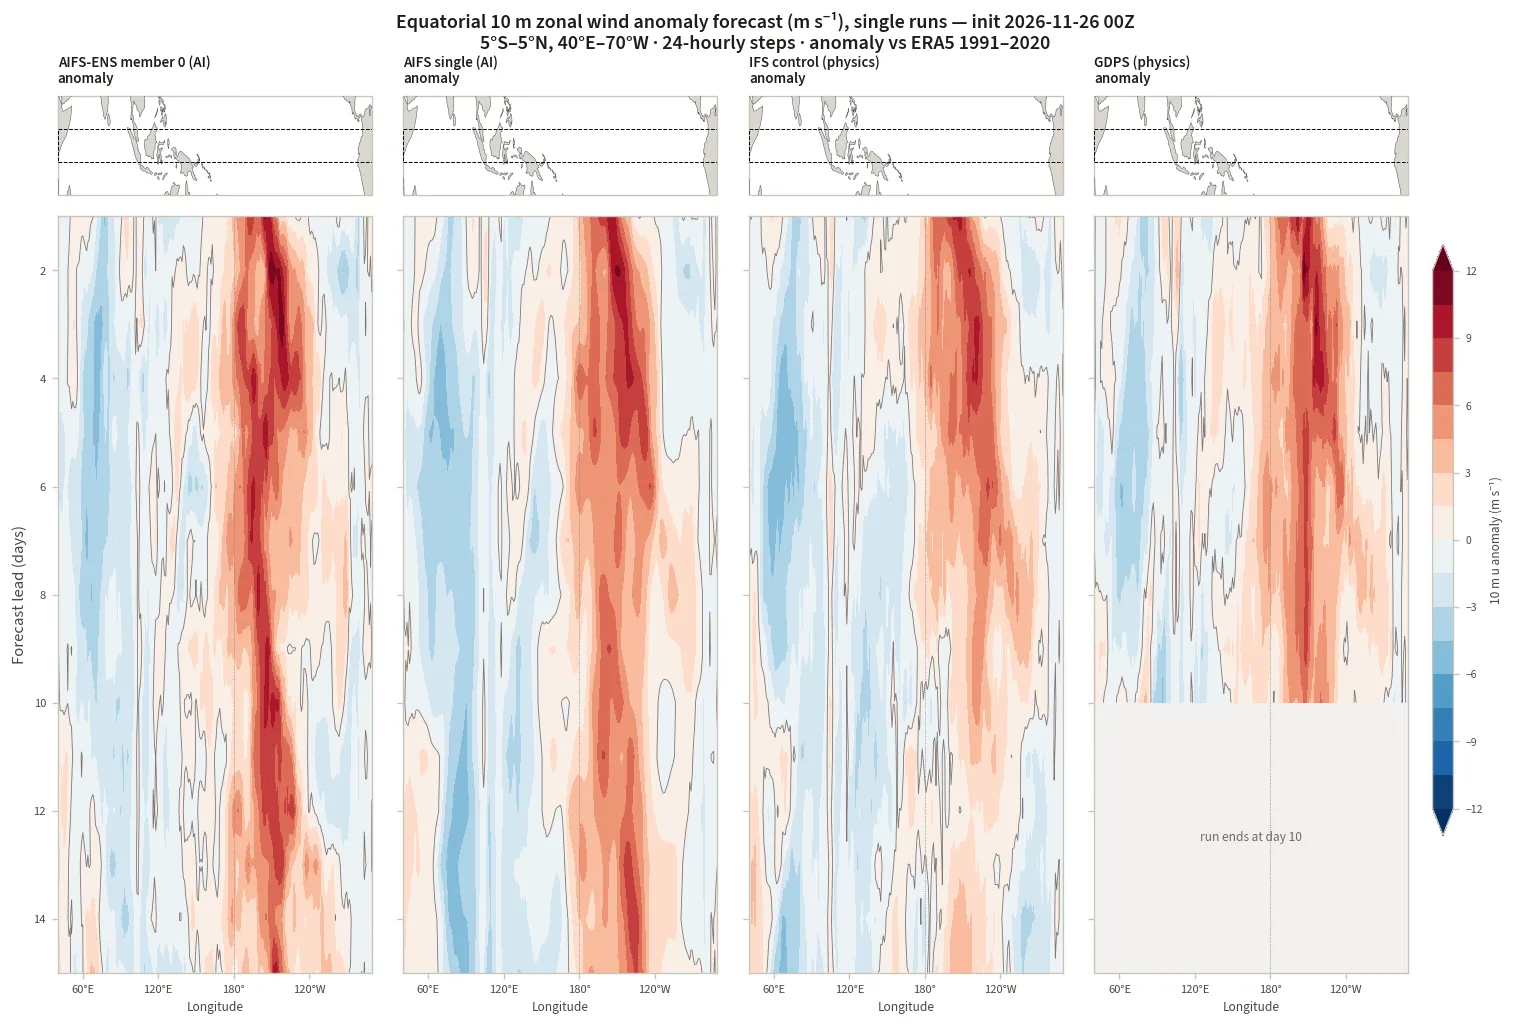 Equatorial 10 m zonal wind anomaly forecast (m s⁻¹), single runs — init 2026-11-26 00Z
5°S–5°N, 40°E–70°W · 24-hourly steps · anomaly vs ERA5 1991–2020
AIFS-ENS member 0 (AI)
anomaly
AIFS single (AI)
anomaly
IFS control (physics)
anomaly
GDPS (physics)
anomaly
Forecast lead (days)
2
4
6
8
10
12
14
run ends at day 10
60°E
120°E
180°
120°W
Longitude
60°E
120°E
180°
120°W
Longitude
60°E
120°E
180°
120°W
Longitude
60°E
120°E
180°
120°W
Longitude
12
9
6
3
0
−3
−6
−9
−12
10 m u anomaly (m s⁻¹)